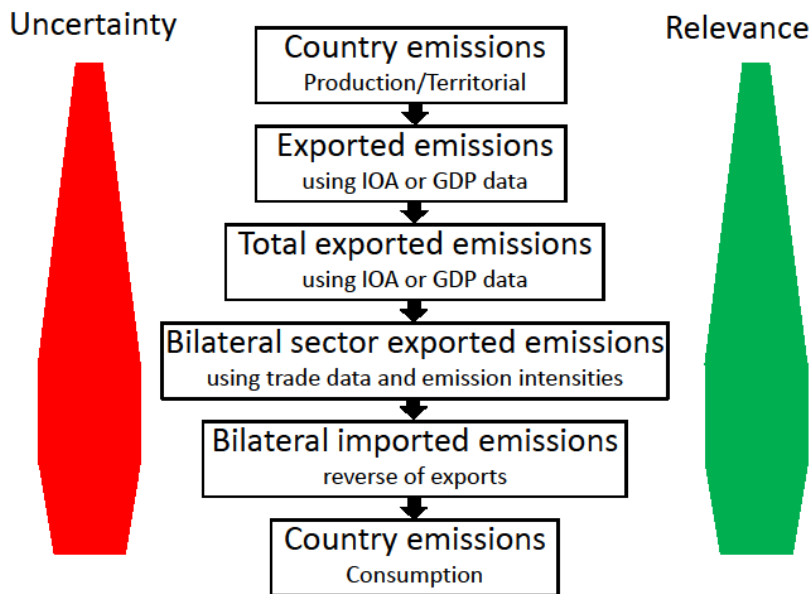 Uncertainty
Relevance
Country emissions
Production/Territorial
Exported emissions
using IOA or GDP data
Total exported emissions
using IOA or GDP data
Bilateral sector exported emissions
using trade data and emission intensities
Bilateral imported emissions
reverse of exports
Country emissions
Consumption